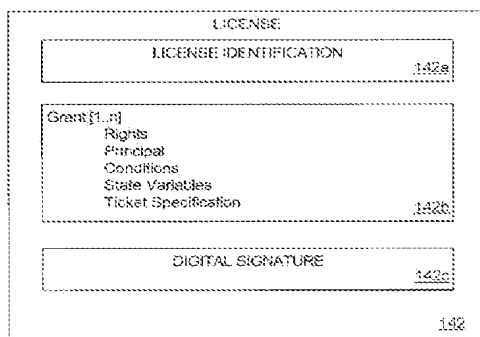 LICENSE
LICENSE IDENTIFICATION
142a
Grant [1..n]
Rights
Principal
Conditions
State Variables
Ticket Specification
142b
DIGITAL SIGNATURE
142c
142